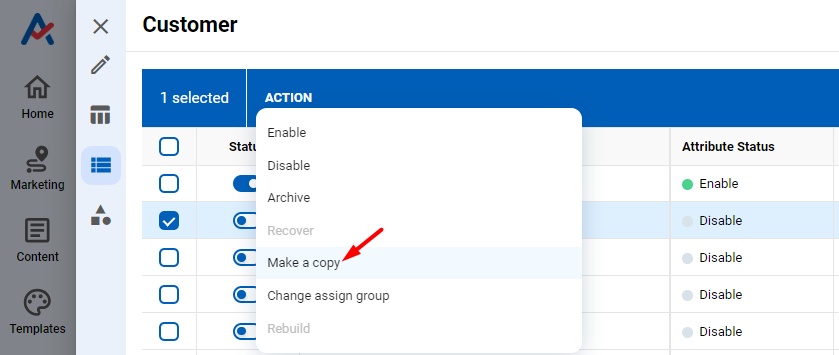 Customer
1 selected
ACTION
Home
Marketing
Content
Templates
Statu
Attribute Status
Enable
Disable
Archive
Recover
Make a copy
Change assign group
Rebuild
Enable
Disable
Disable
Disable
Disable